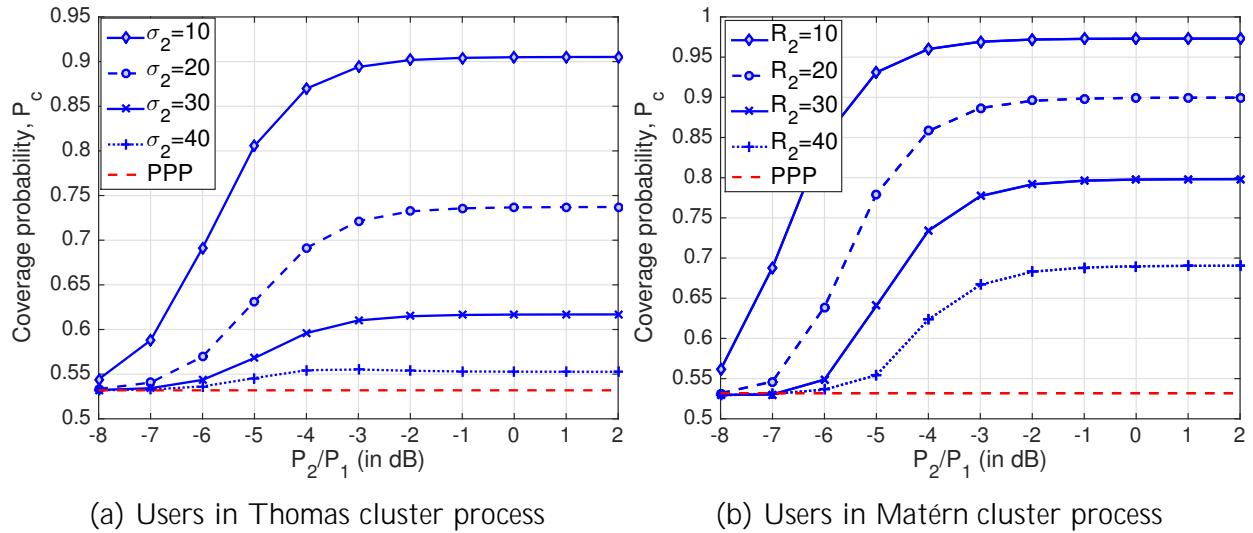 0.95
0.9
0.85
0.8
0.75
0.7
0.65
0.6
0.55
0.5
Coverage probability, P_c
σ_2=10
σ_2=20
σ_2=30
σ_2=40
PPP
-8 -7 -6 -5 -4 -3 -2 -1 0 1 2
P_2/P_1 (in dB)
(a) Users in Thomas cluster process
1
0.95
0.9
0.85
0.8
0.75
0.7
0.65
0.6
0.55
0.5
Coverage probability, P_c
R_2=10
R_2=20
R_2=30
R_2=40
PPP
-8 -7 -6 -5 -4 -3 -2 -1 0 1 2
P_2/P_1 (in dB)
(b) Users in Matérn cluster process